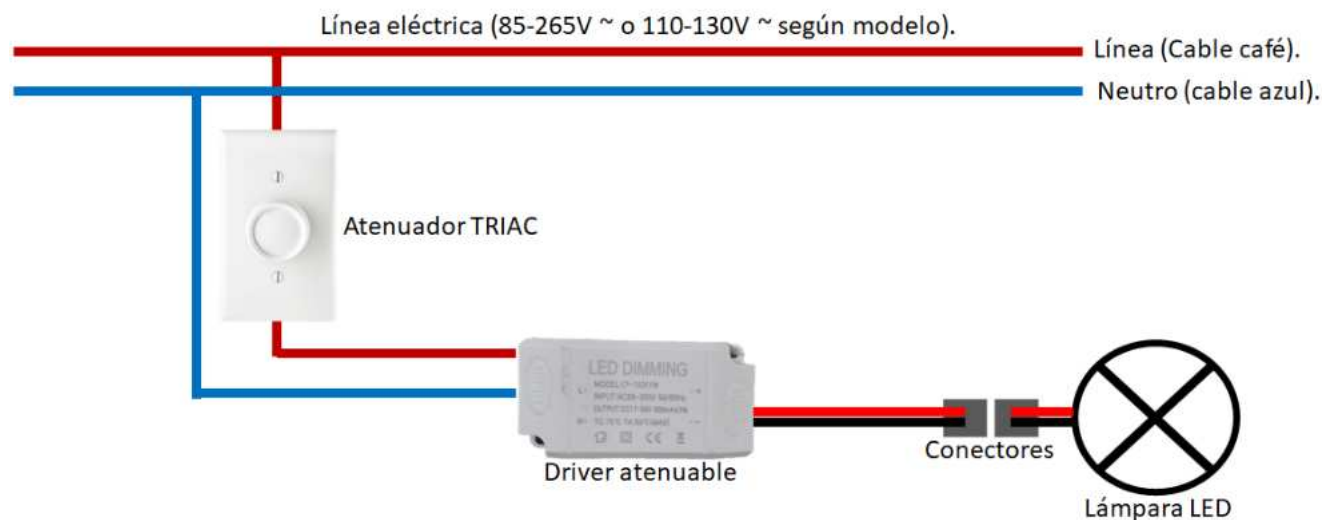 Línea eléctrica (85-265V ~ o 110-130V ~ según modelo).
Línea (Cable café).
Neutro (cable azul).
Atenuador TRIAC
LED DIMMING
Driver atenuable
Conectores
Lámpara LED